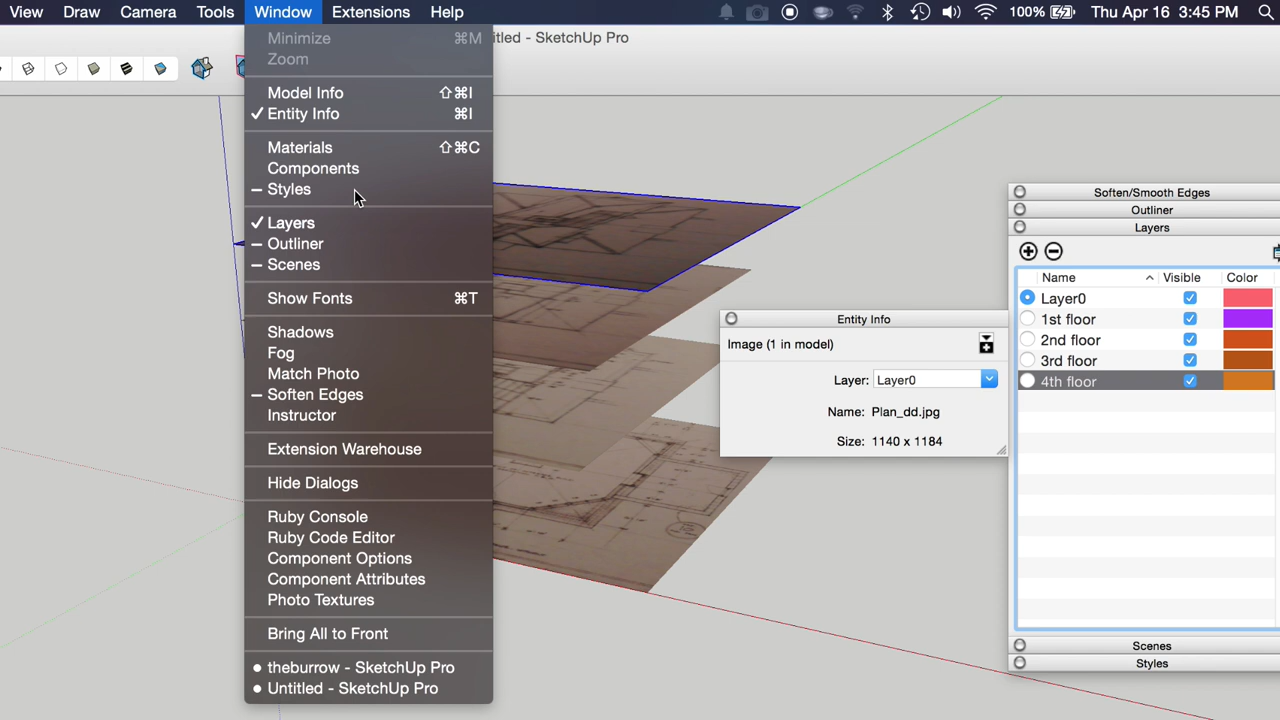 View Draw Camera Tools Window Extensions Help 100% Thu Apr 16 3:45 PM
itled - SketchUp Pro
Minimize ⌘M
Zoom
Model Info ⇧⌘I
✓ Entity Info ⌘I
Materials ⇧⌘C
Components
– Styles
✓ Layers
– Outliner
– Scenes
Show Fonts ⌘T
Shadows
Fog
Match Photo
– Soften Edges
Instructor
Extension Warehouse
Hide Dialogs
Ruby Console
Ruby Code Editor
Component Options
Component Attributes
Photo Textures
Bring All to Front
• theburrow - SketchUp Pro
• Untitled - SketchUp Pro
Entity Info
Image (1 in model)
Layer: Layer0
Name: Plan_dd.jpg
Size: 1140 x 1184
Soften/Smooth Edges
Outliner
Layers
Name Visible Color
Layer0
1st floor
2nd floor
3rd floor
4th floor
Scenes
Styles